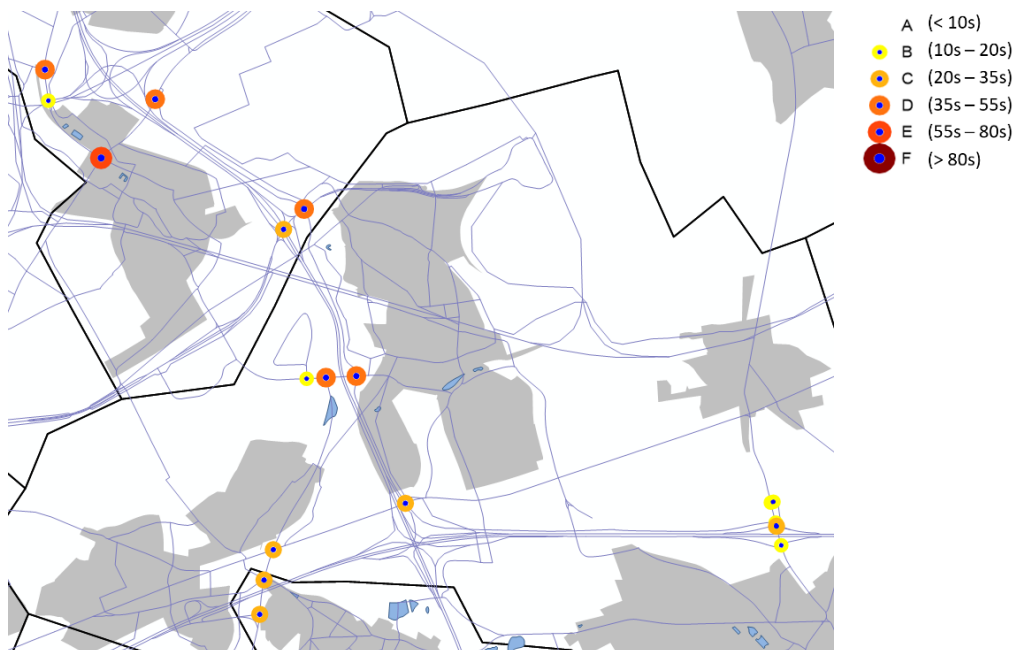 A (< 10s)
B (10s – 20s)
C (20s – 35s)
D (35s – 55s)
E (55s – 80s)
F (> 80s)